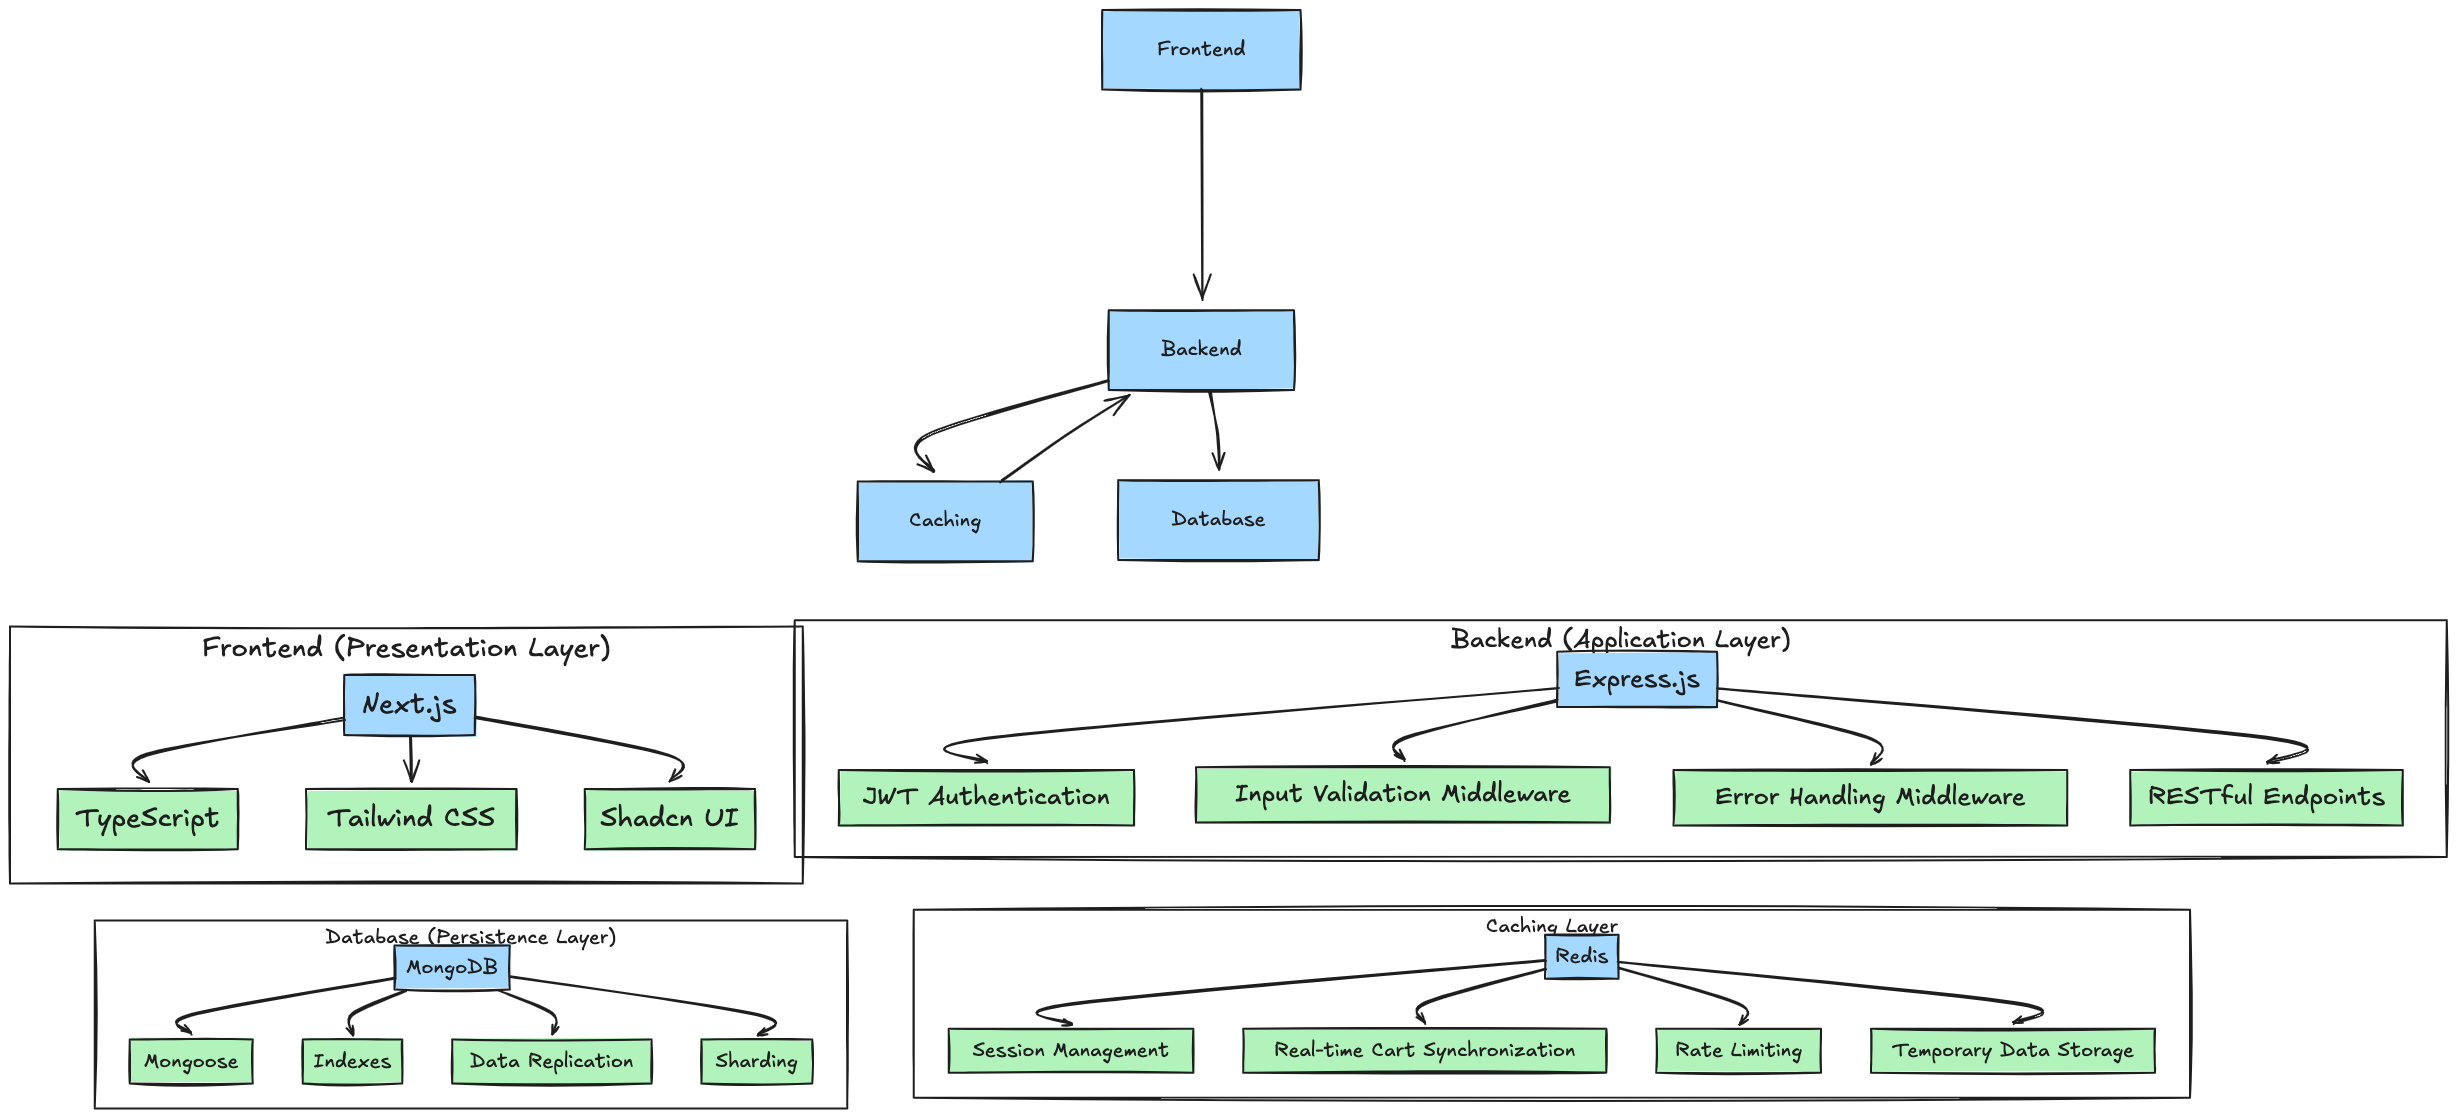 Frontend
Backend
Caching
Database
Frontend (Presentation Layer)
Next.js
TypeScript
Tailwind CSS
Shadcn UI
Backend (Application Layer)
Express.js
JWT Authentication
Input Validation Middleware
Error Handling Middleware
RESTful Endpoints
Database (Persistence Layer)
MongoDB
Mongoose
Indexes
Data Replication
Sharding
Caching Layer
Redis
Session Management
Real-time Cart Synchronization
Rate Limiting
Temporary Data Storage